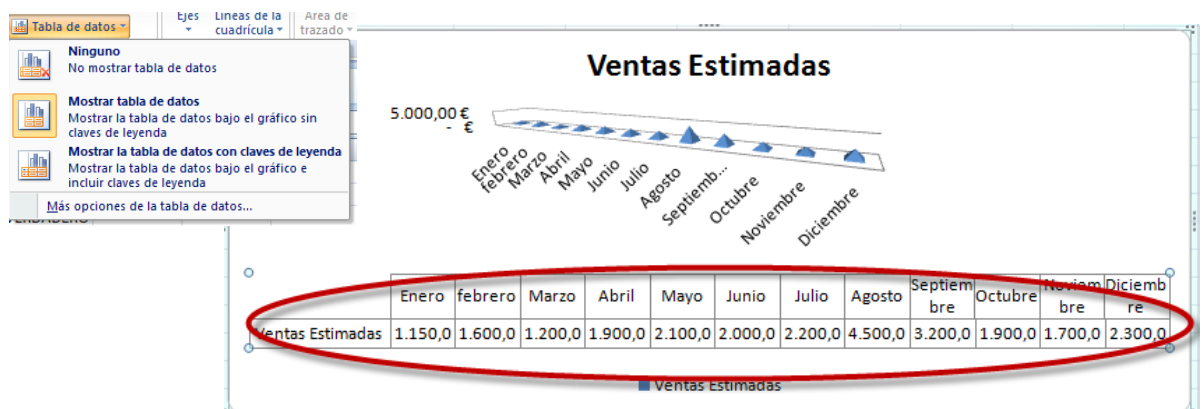 Tabla de datos
Ejes
Líneas de la cuadrícula
Área de trazado
Ninguno
No mostrar tabla de datos
Mostrar tabla de datos
Mostrar la tabla de datos bajo el gráfico sin
claves de leyenda
Mostrar la tabla de datos con claves de leyenda
Mostrar la tabla de datos bajo el gráfico e
incluir claves de leyenda
Más opciones de la tabla de datos...
Ventas Estimadas
5.000,00 €
- €
Enero
febrero
Marzo
Abril
Mayo
Junio
Julio
Agosto
Septiemb...
Octubre
Noviembre
Diciembre
Enero febrero Marzo Abril Mayo Junio Julio Agosto Septiembre Octubre Noviembre Diciembre
Ventas Estimadas 1.150,0 1.600,0 1.200,0 1.900,0 2.100,0 2.000,0 2.200,0 4.500,0 3.200,0 1.900,0 1.700,0 2.300,0
Ventas Estimadas